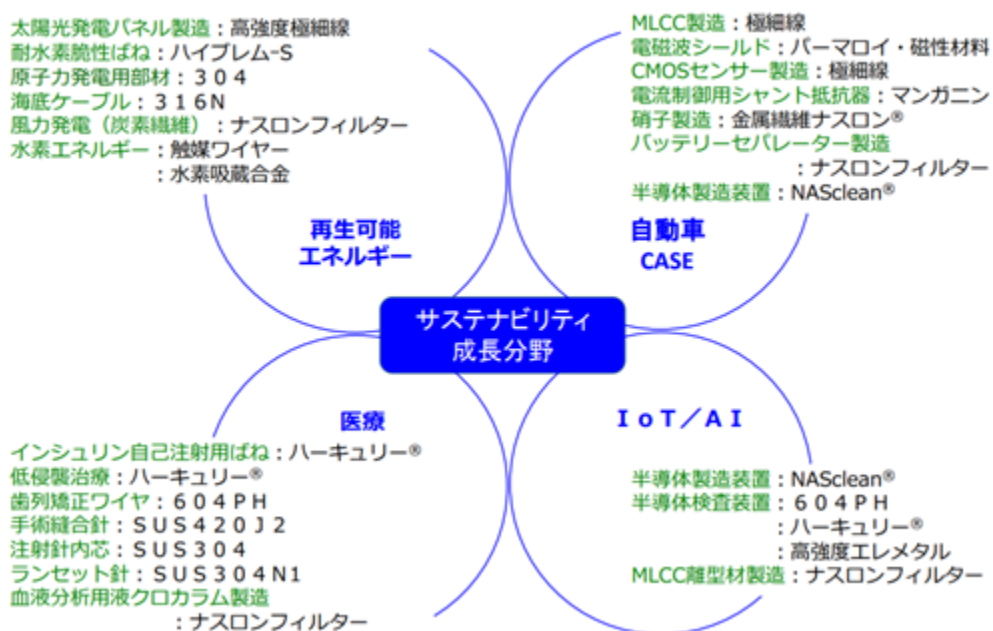 太陽光発電パネル製造：高強度極細線
耐水素脆性ばね：ハイブレム-S
原子力発電用部材：３０４
海底ケーブル：３１６N
風力発電（炭素繊維）：ナスロンフィルター
水素エネルギー：触媒ワイヤー
：水素吸蔵合金
再生可能
エネルギー
MLCC製造：極細線
電磁波シールド：パーマロイ・磁性材料
CMOSセンサー製造：極細線
電流制御用シャント抵抗器：マンガニン
硝子製造：金属繊維ナスロン®
バッテリーセパレーター製造
：ナスロンフィルター
半導体製造装置：NASclean®
自動車
CASE
サステナビリティ
成長分野
医療
インシュリン自己注射用ばね：ハーキュリー®
低侵襲治療：ハーキュリー®
歯列矯正ワイヤ：６０４PH
手術縫合針：ＳＵＳ４２０Ｊ２
注射針内芯：ＳＵＳ３０４
ランセット針：ＳＵＳ３０４Ｎ1
血液分析用液クロカラム製造
：ナスロンフィルター
ＩｏＴ／ＡＩ
半導体製造装置：NASclean®
半導体検査装置：６０４PH
：ハーキュリー®
：高強度エレメタル
MLCC離型材製造：ナスロンフィルター